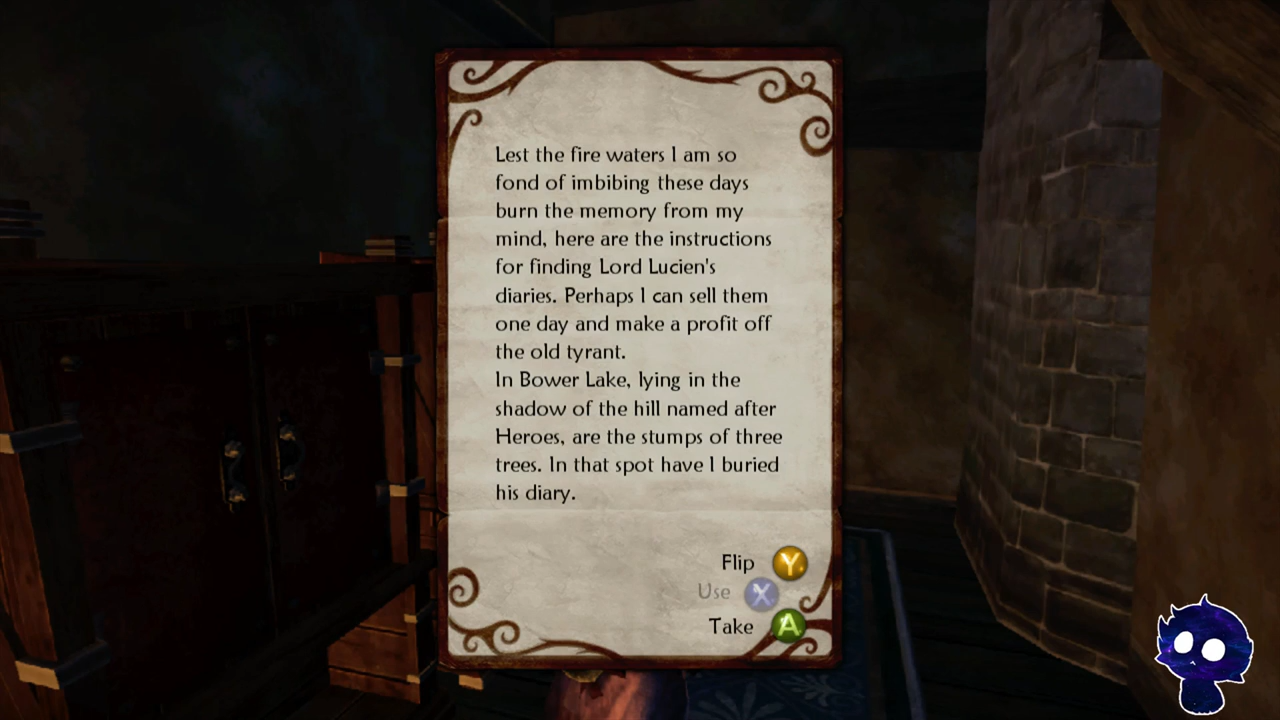 Lest the fire waters I am so
fond of imbibing these days
burn the memory from my
mind, here are the instructions
for finding Lord Lucien's
diaries. Perhaps I can sell them
one day and make a profit off
the old tyrant.
In Bower Lake, lying in the
shadow of the hill named after
Heroes, are the stumps of three
trees. In that spot have I buried
his diary.
Flip Y
Use X
Take A